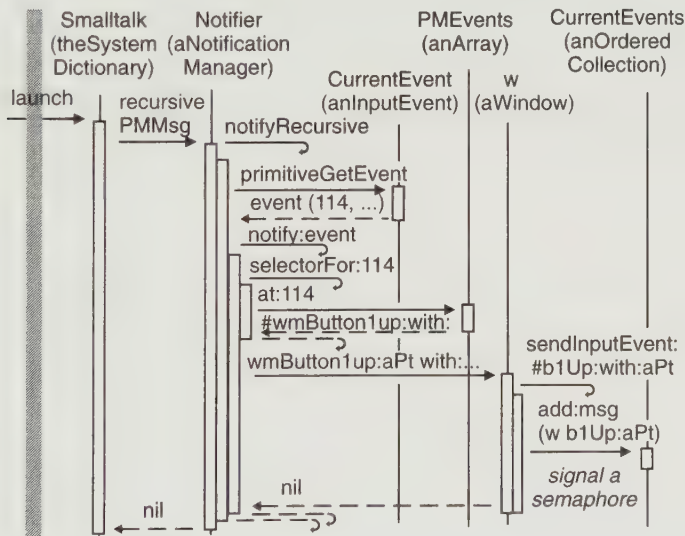 Smalltalk
(theSystem
Dictionary)
Notifier
(aNotification
Manager)
PMEvents
(anArray)
CurrentEvents
(anOrdered
Collection)
CurrentEvent
(anInputEvent)
w
(aWindow)
launch
recursive
PMMsg
notifyRecursive
primitiveGetEvent
event (114, ...)
notify:event
selectorFor:114
at:114
#wmButton1up:with:
wmButton1up:aPt with:...
sendInputEvent:
#b1Up:with:aPt
add:msg
(w b1Up:aPt)
signal a
semaphore
nil
nil